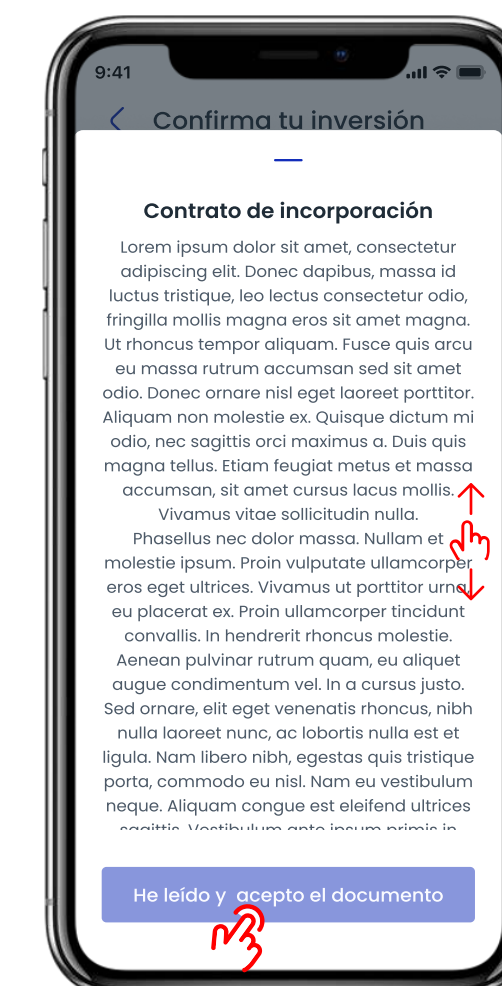 9:41
Confirma tu inversión
Contrato de incorporación
Lorem ipsum dolor sit amet, consectetur
adipiscing elit. Donec dapibus, massa id
luctus tristique, leo lectus consectetur odio,
fringilla mollis magna eros sit amet magna.
Ut rhoncus tempor aliquam. Fusce quis arcu
eu massa rutrum accumsan sed sit amet
odio. Donec ornare nisl eget laoreet porttitor.
Aliquam non molestie ex. Quisque dictum mi
odio, nec sagittis orci maximus a. Duis quis
magna tellus. Etiam feugiat metus et massa
accumsan, sit amet cursus lacus mollis.
Vivamus vitae sollicitudin nulla.
Phasellus nec dolor massa. Nullam et
molestie ipsum. Proin vulputate ullamcorper
eros eget ultrices. Vivamus ut porttitor urna,
eu placerat ex. Proin ullamcorper tincidunt
convallis. In hendrerit rhoncus molestie.
Aenean pulvinar rutrum quam, eu aliquet
augue condimentum vel. In a cursus justo.
Sed ornare, elit eget venenatis rhoncus, nibh
nulla laoreet nunc, ac lobortis nulla est et
ligula. Nam libero nibh, egestas quis tristique
porta, commodo eu nisl. Nam eu vestibulum
neque. Aliquam congue est eleifend ultrices
sagittis. Vestibulum ante ipsum primis in
He leído y acepto el documento